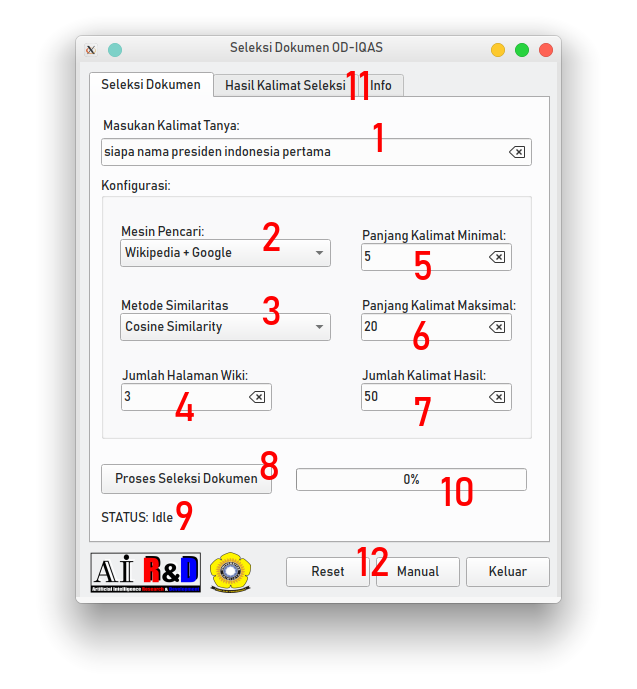 Seleksi Dokumen OD-IQAS
Seleksi Dokumen Hasil Kalimat Seleksi 11 Info
Masukan Kalimat Tanya: 1
siapa nama presiden indonesia pertama
Konfigurasi:
Mesin Pencari: 2
Wikipedia + Google
Panjang Kalimat Minimal:
5
5
Metode Similaritas 3
Cosine Similarity
Panjang Kalimat Maksimal:
20
6
Jumlah Halaman Wiki:
3
4
Jumlah Kalimat Hasil:
50
7
Proses Seleksi Dokumen 8
0%
10
STATUS: Idle 9
AI R&D
Artificial Intelligence Research &
12
Reset Manual Keluar